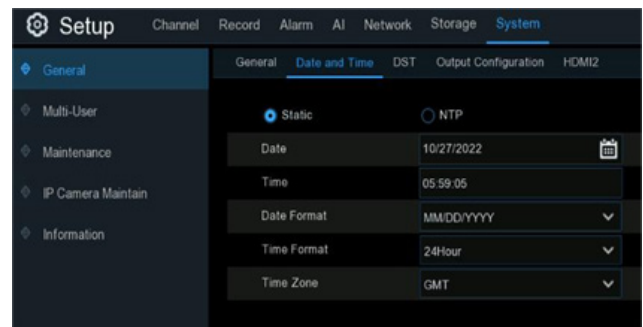 Setup Channel Record Alarm AI Network Storage System
General Date and Time DST Output Configuration HDMI2
General
Multi-User
Maintenance
IP Camera Maintain
Information
Static NTP
Date 10/27/2022
Time 05:59:05
Date Format MM/DD/YYYY
Time Format 24Hour
Time Zone GMT